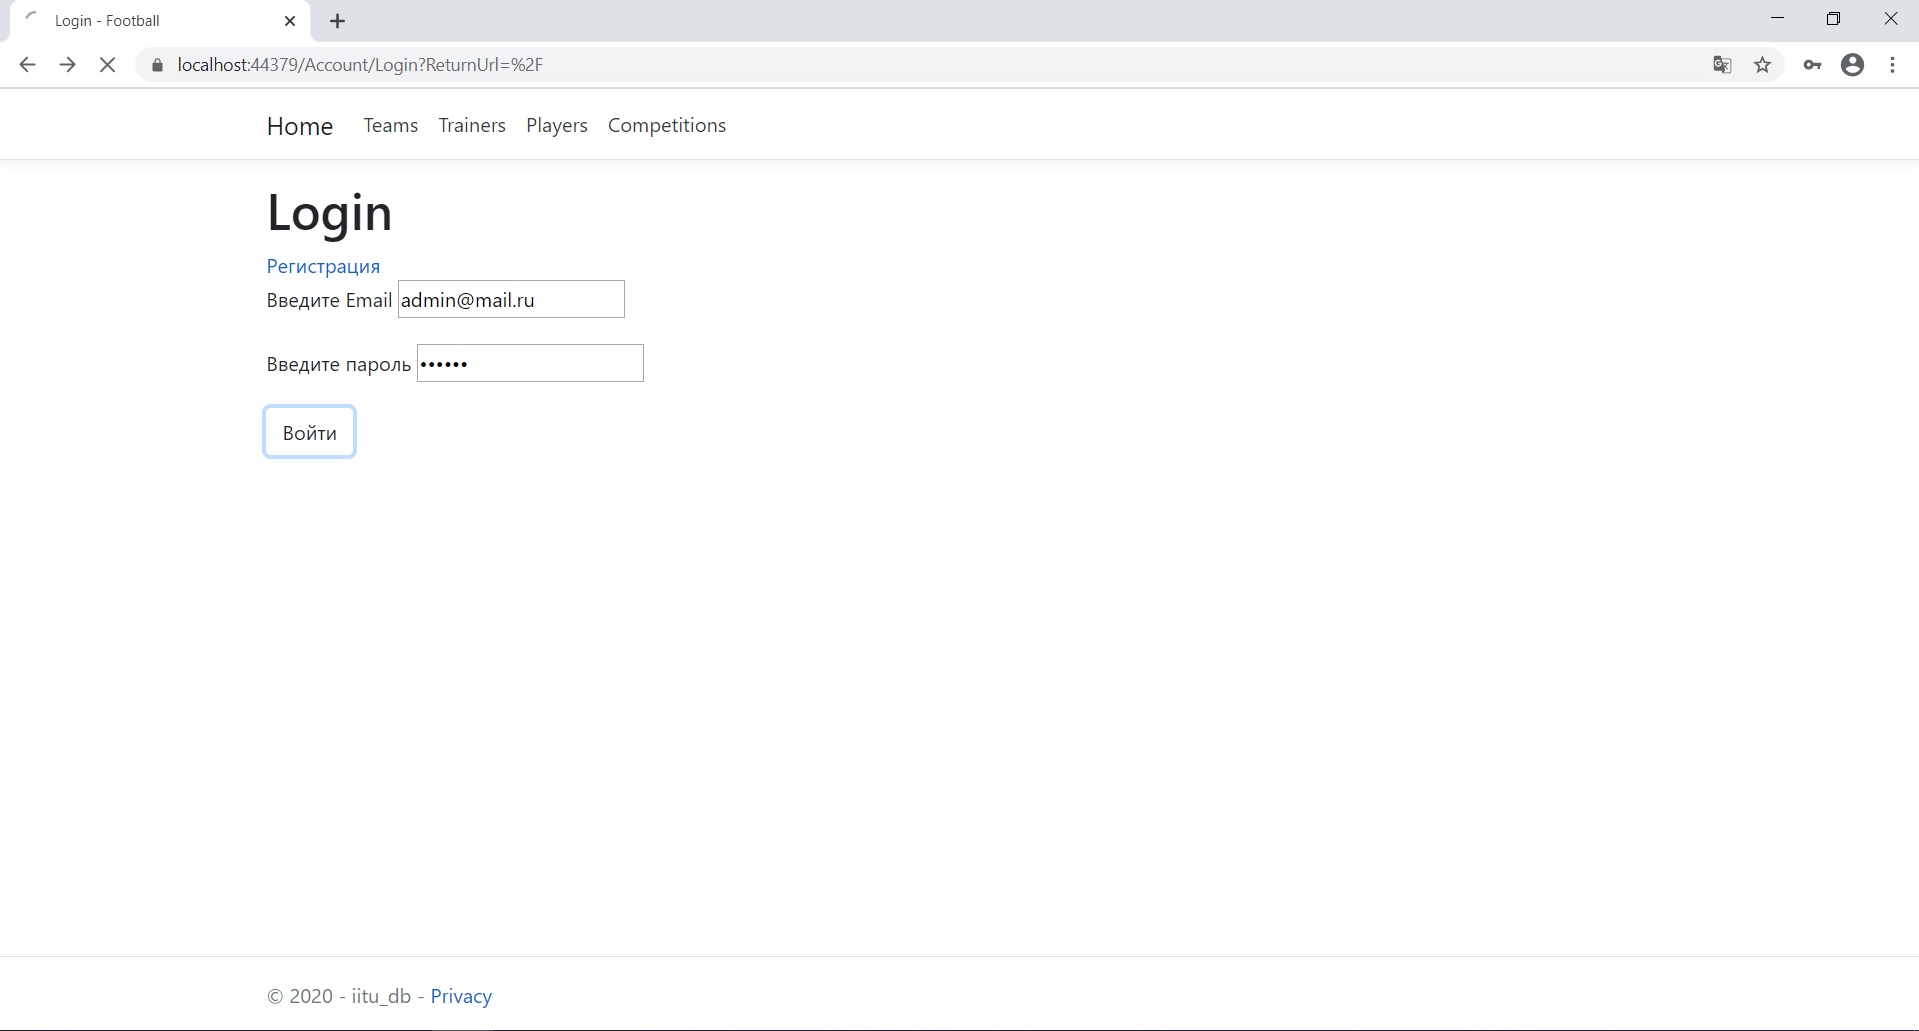 Login - Football
localhost:44379/Account/Login?ReturnUrl=%2F
Home Teams Trainers Players Competitions
Login
Регистрация
Введите Email admin@mail.ru
Введите пароль ••••••
Войти
© 2020 - iitu_db - Privacy